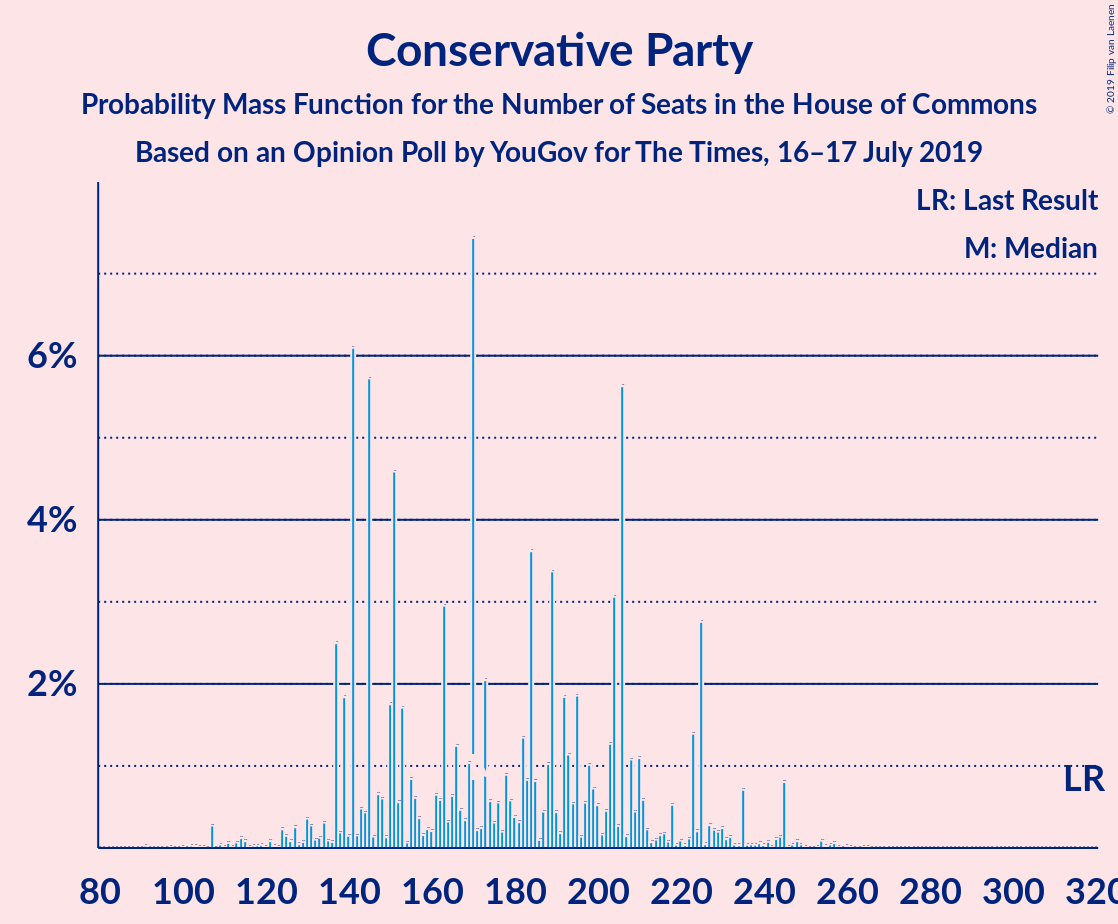 Conservative Party
Probability Mass Function for the Number of Seats in the House of Commons
Based on an Opinion Poll by YouGov for The Times, 16–17 July 2019
© 2019 Filip van Laenen
LR: Last Result
M: Median
6%
4%
2%
LR
80 100 120 140 160 180 200 220 240 260 280 300 320